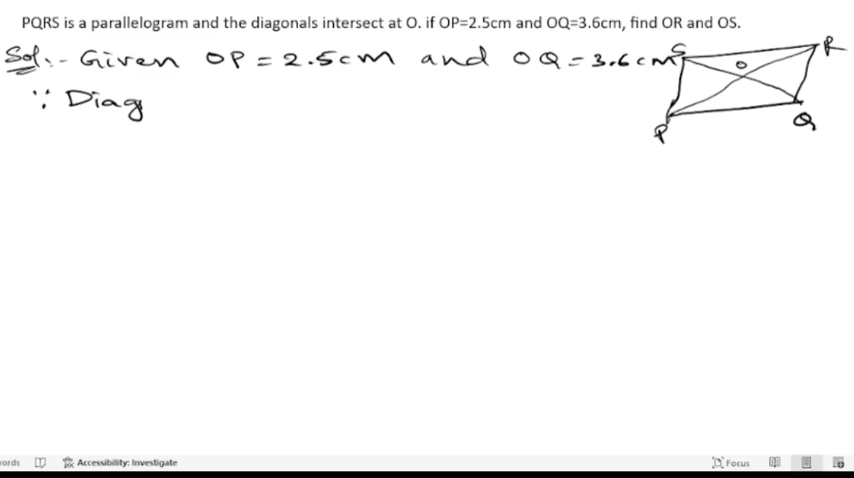 PQRS is a parallelogram and the diagonals intersect at O. if OP=2.5cm and OQ=3.6cm, find OR and OS.
Sol:- Given OP = 2.5cm and OQ = 3.6cm
∵ Diag
S
R
O
P
Q
ords
Accessibility: Investigate
Focus